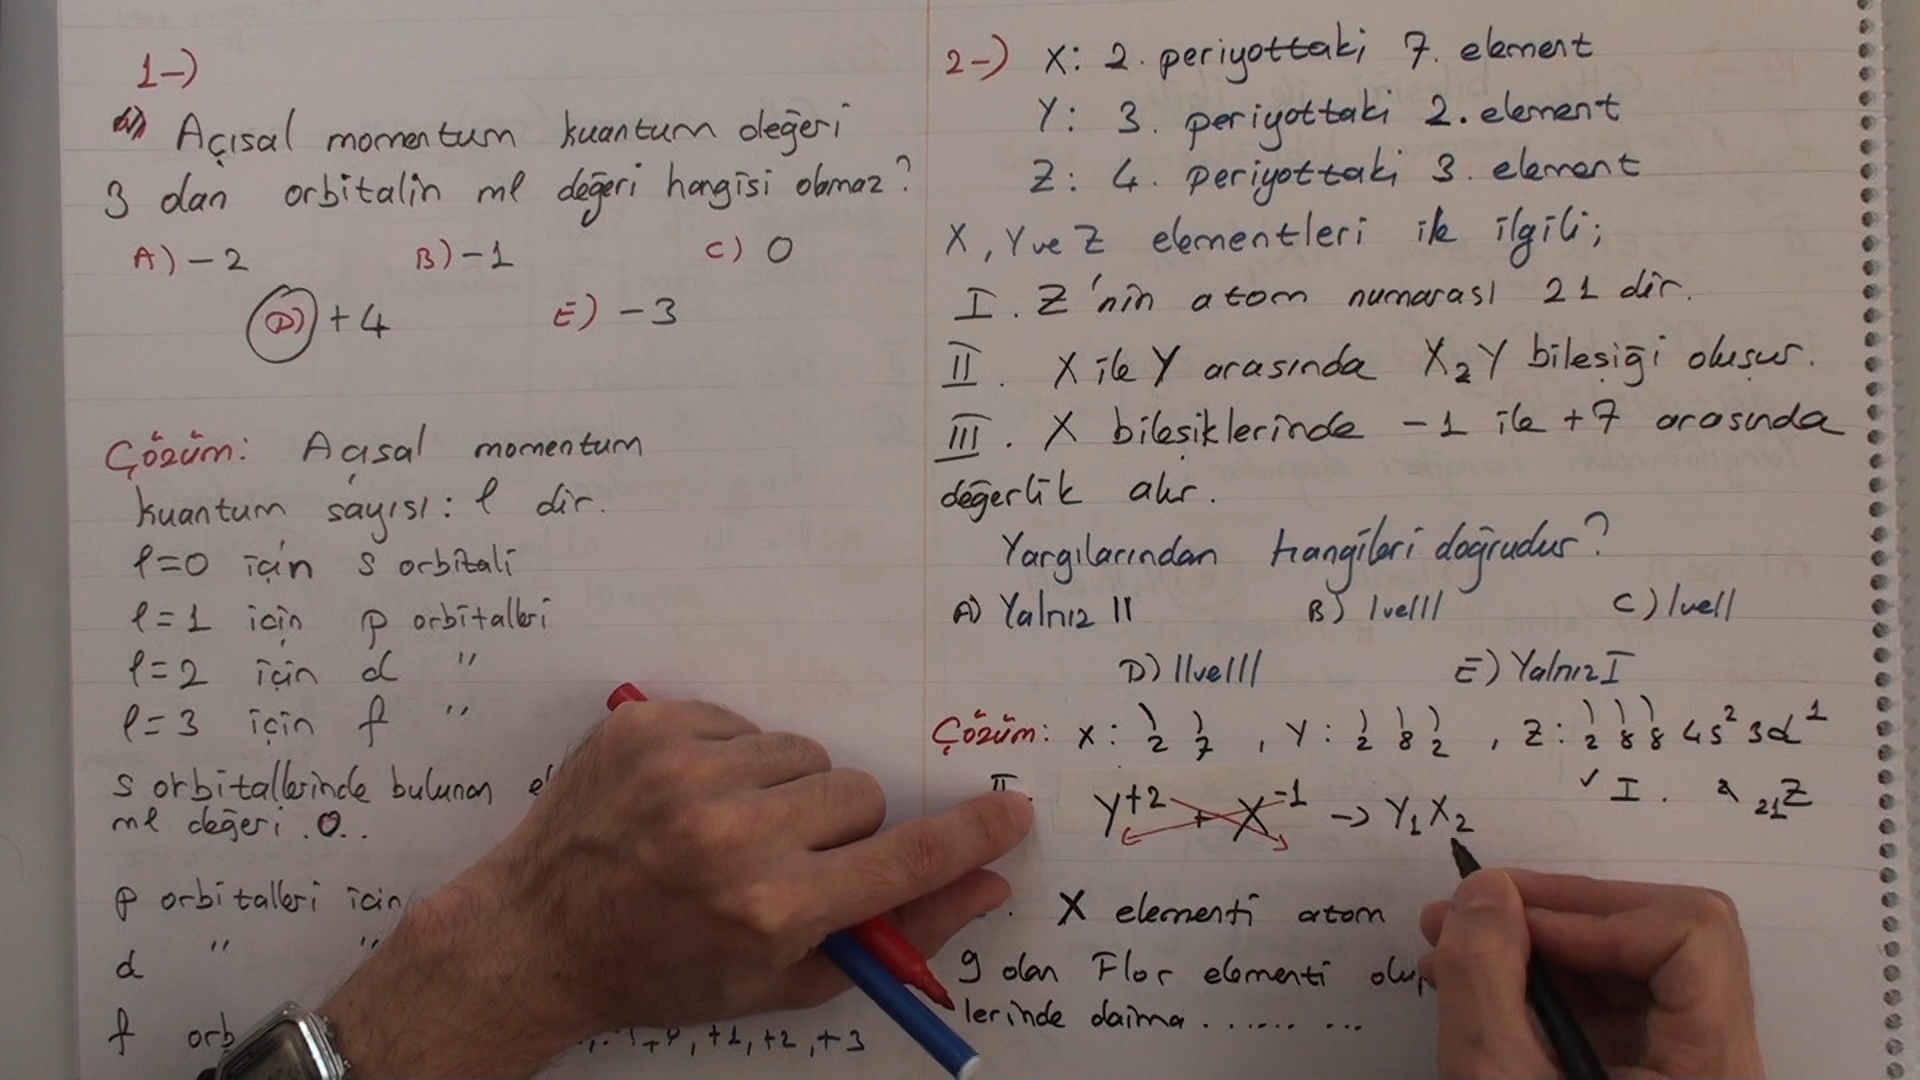 1-)
Açısal momentum kuantum değeri
3 olan orbitalin ml değeri hangisi olamaz?
A) -2 B) -1 C) 0
D) +4 E) -3
Çözüm: Açısal momentum
kuantum sayısı: l dir.
l=0 için s orbitali
l=1 için p orbitalleri
l=2 için d "
l=3 için f "
s orbitallerinde bulunan
ml değeri .0..
p orbitalleri için
d " "
f orb
+1, +2, +3
2-) X: 2. periyottaki 7. element
Y: 3. periyottaki 2. element
Z: 4. periyottaki 3. element
X, Y ve Z elementleri ile ilgili;
I. Z'nin atom numarası 21 dir.
II. X ile Y arasında X₂Y bileşiği oluşur.
III. X bileşiklerinde -1 ile +7 arasında
değerlik alır.
Yargılarından hangileri doğrudur?
A) Yalnız II B) I ve III C) I ve II
D) II ve III E) Yalnız I
Çözüm: X: 2 7, Y: 2 8 2, Z: 2 8 8 4s² 3d¹
II. Y⁺² + X⁻¹ → Y₁X₂ ✓ I. ₂₁Z
X elementi atom
9 olan Flor elementi olup
lerinde daima .........